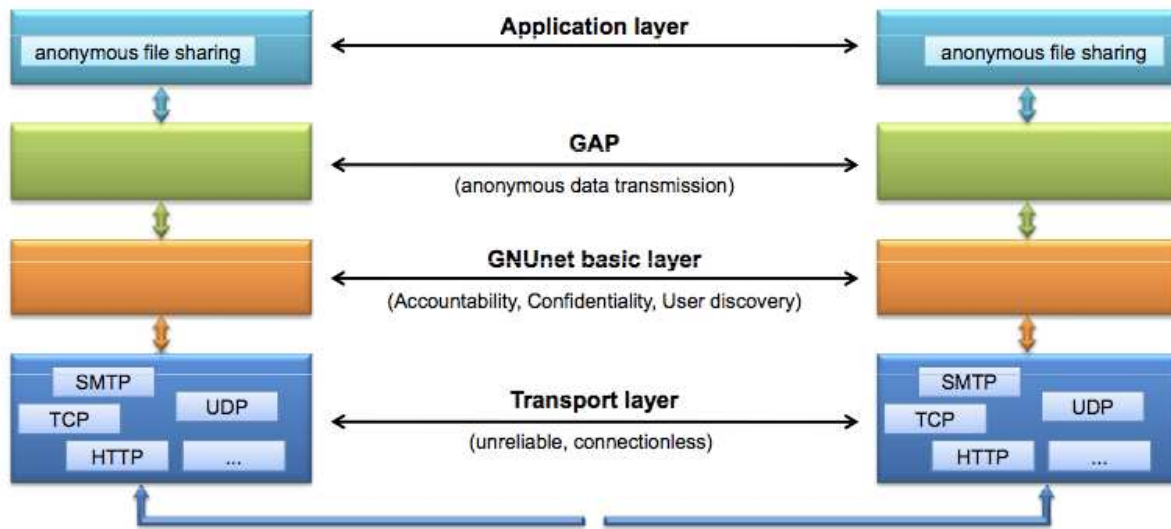 Application layer
anonymous file sharing
anonymous file sharing
GAP
(anonymous data transmission)
GNUnet basic layer
(Accountability, Confidentiality, User discovery)
SMTP
TCP
UDP
HTTP
...
Transport layer
(unreliable, connectionless)
SMTP
TCP
UDP
HTTP
...